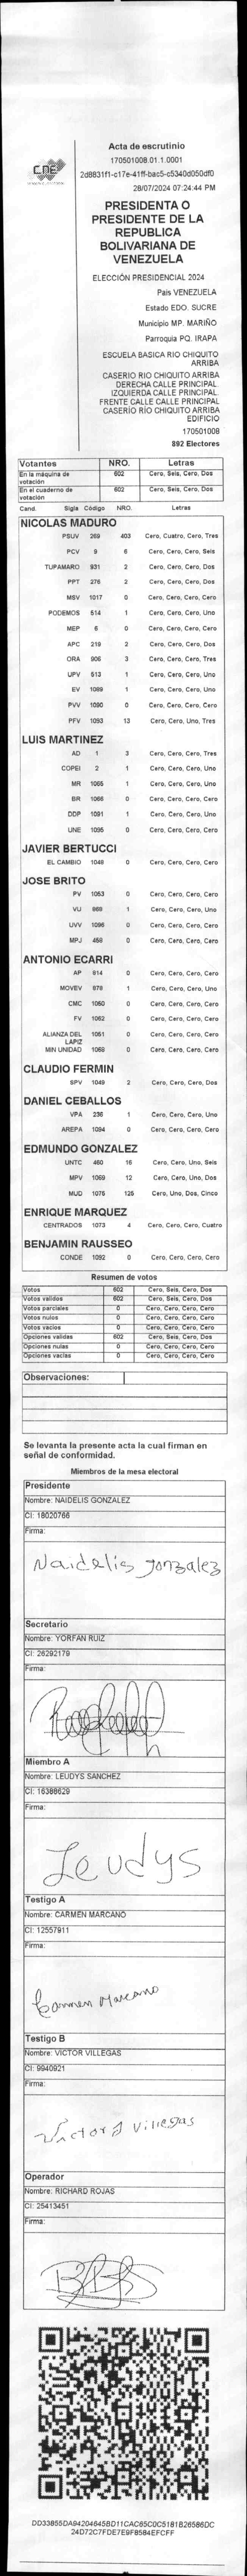 Acta de escrutinio
170501008.01.1.0001
2d8831f1-c17e-41ff-bac5-c5340d050df0
28/07/2024 07:24:44 PM
CNE
PRESIDENTA O
PRESIDENTE DE LA
REPUBLICA
BOLIVARIANA DE
VENEZUELA
ELECCIÓN PRESIDENCIAL 2024
País VENEZUELA
Estado EDO. SUCRE
Municipio MP. MARIÑO
Parroquia PQ. IRAPA
ESCUELA BASICA RIO CHIQUITO
ARRIBA
CASERIO RIO CHIQUITO ARRIBA
DERECHA CALLE PRINCIPAL.
IZQUIERDA CALLE PRINCIPAL.
FRENTE CALLE CALLE PRINCIPAL
CASERÍO RÍO CHIQUITO ARRIBA
EDIFICIO
170501008
892 Electores
Votantes NRO. Letras
En la máquina de votación 602 Cero, Seis, Cero, Dos
En el cuaderno de votación 602 Cero, Seis, Cero, Dos
Cand. Sigla Código NRO. Letras
NICOLAS MADURO
PSUV 269 403 Cero, Cuatro, Cero, Tres
PCV 9 6 Cero, Cero, Cero, Seis
TUPAMARO 931 2 Cero, Cero, Cero, Dos
PPT 276 2 Cero, Cero, Cero, Dos
MSV 1017 0 Cero, Cero, Cero, Cero
PODEMOS 514 1 Cero, Cero, Cero, Uno
MEP 6 0 Cero, Cero, Cero, Cero
APC 219 2 Cero, Cero, Cero, Dos
ORA 906 3 Cero, Cero, Cero, Tres
UPV 513 1 Cero, Cero, Cero, Uno
EV 1089 1 Cero, Cero, Cero, Uno
PVV 1090 0 Cero, Cero, Cero, Cero
PFV 1093 13 Cero, Cero, Uno, Tres
LUIS MARTINEZ
AD 1 3 Cero, Cero, Cero, Tres
COPEI 2 1 Cero, Cero, Cero, Uno
MR 1065 1 Cero, Cero, Cero, Uno
BR 1066 0 Cero, Cero, Cero, Cero
DDP 1091 1 Cero, Cero, Cero, Uno
UNE 1095 0 Cero, Cero, Cero, Cero
JAVIER BERTUCCI
EL CAMBIO 1048 0 Cero, Cero, Cero, Cero
JOSE BRITO
PV 1053 0 Cero, Cero, Cero, Cero
VU 868 1 Cero, Cero, Cero, Uno
UVV 1096 0 Cero, Cero, Cero, Cero
MPJ 458 0 Cero, Cero, Cero, Cero
ANTONIO ECARRI
AP 814 0 Cero, Cero, Cero, Cero
MOVEV 878 1 Cero, Cero, Cero, Uno
CMC 1050 0 Cero, Cero, Cero, Cero
FV 1062 0 Cero, Cero, Cero, Cero
ALIANZA DEL LAPIZ 1051 0 Cero, Cero, Cero, Cero
MIN UNIDAD 1069 0 Cero, Cero, Cero, Cero
CLAUDIO FERMIN
SPV 1049 2 Cero, Cero, Cero, Dos
DANIEL CEBALLOS
VPA 236 1 Cero, Cero, Cero, Uno
AREPA 1094 0 Cero, Cero, Cero, Cero
EDMUNDO GONZALEZ
UNTC 460 16 Cero, Cero, Uno, Seis
MPV 1069 12 Cero, Cero, Uno, Dos
MUD 1075 125 Cero, Uno, Dos, Cinco
ENRIQUE MARQUEZ
CENTRADOS 1073 4 Cero, Cero, Cero, Cuatro
BENJAMIN RAUSSEO
CONDE 1092 0 Cero, Cero, Cero, Cero
Resumen de votos
Votos 602 Cero, Seis, Cero, Dos
Votos validos 602 Cero, Seis, Cero, Dos
Votos parciales 0 Cero, Cero, Cero, Cero
Votos nulos 0 Cero, Cero, Cero, Cero
Votos vacios 0 Cero, Cero, Cero, Cero
Opciones validas 602 Cero, Seis, Cero, Dos
Opciones nulas 0 Cero, Cero, Cero, Cero
Opciones vacias 0 Cero, Cero, Cero, Cero
Observaciones:
Se levanta la presente acta la cual firman en
señal de conformidad.
Miembros de la mesa electoral
Presidente
Nombre: NAIDELIS GONZALEZ
CI: 18020766
Firma:
Naidelis gonzalez
Secretario
Nombre: YORFAN RUIZ
CI: 26292179
Firma:
Miembro A
Nombre: LEUDYS SANCHEZ
CI: 16388629
Firma:
Leudys
Testigo A
Nombre: CARMEN MARCANO
CI: 12557911
Firma:
Carmen Marcano
Testigo B
Nombre: VICTOR VILLEGAS
CI: 9940921
Firma:
Victor J Villegas
Operador
Nombre: RICHARD ROJAS
CI: 25413451
Firma:
DD33855DA94204645BD11CAC65C0C5181B26586DC
24D72C7FDE7E9F8584EFCFF